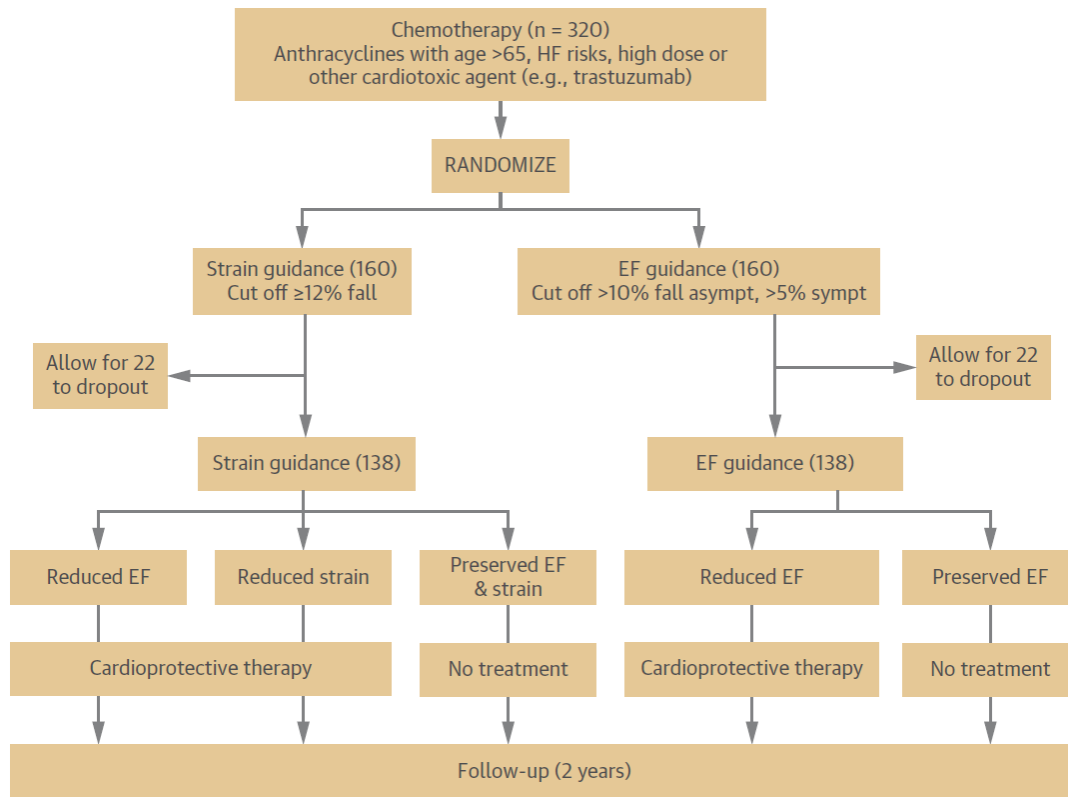 Chemotherapy (n = 320)
Anthracyclines with age >65, HF risks, high dose or
other cardiotoxic agent (e.g., trastuzumab)
RANDOMIZE
Strain guidance (160)
Cut off ≥12% fall
EF guidance (160)
Cut off >10% fall asympt, >5% sympt
Allow for 22
to dropout
Allow for 22
to dropout
Strain guidance (138)
EF guidance (138)
Reduced EF
Reduced strain
Preserved EF
& strain
Reduced EF
Preserved EF
Cardioprotective therapy
No treatment
Cardioprotective therapy
No treatment
Follow-up (2 years)